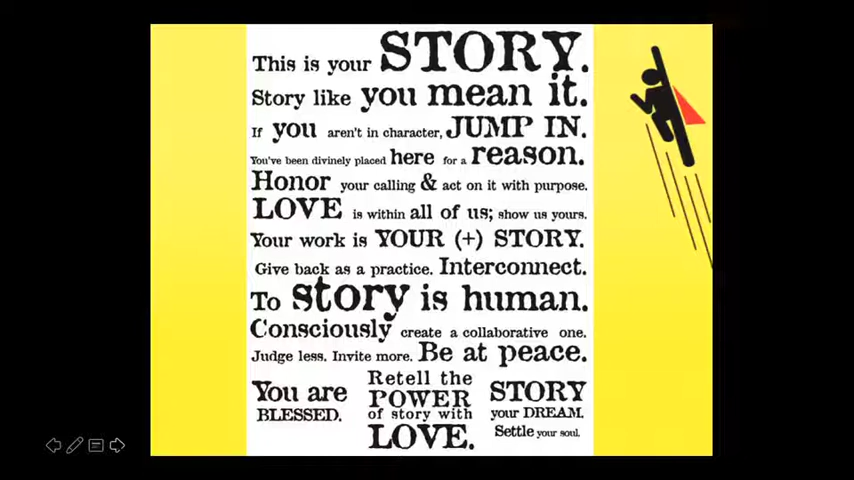 This is your STORY.
Story like you mean it.
If you aren't in character, JUMP IN.
You've been divinely placed here for a reason.
Honor your calling & act on it with purpose.
LOVE is within all of us; show us yours.
Your work is YOUR (+) STORY.
Give back as a practice. Interconnect.
To story is human.
Consciously create a collaborative one.
Judge less. Invite more. Be at peace.
You are
BLESSED.
Retell the
POWER
of story with
LOVE.
STORY
your DREAM.
Settle your soul.